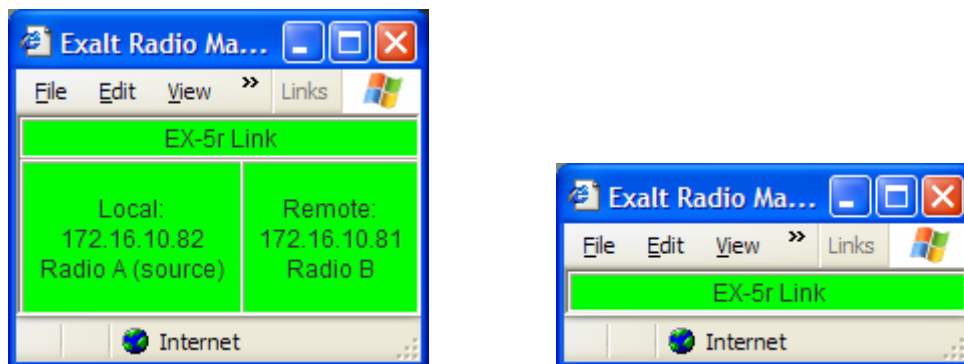 Exalt Radio Ma...
File Edit View » Links
EX-5r Link
Local:
172.16.10.82
Radio A (source)
Remote:
172.16.10.81
Radio B
Internet
Exalt Radio Ma...
File Edit View » Links
EX-5r Link
Internet